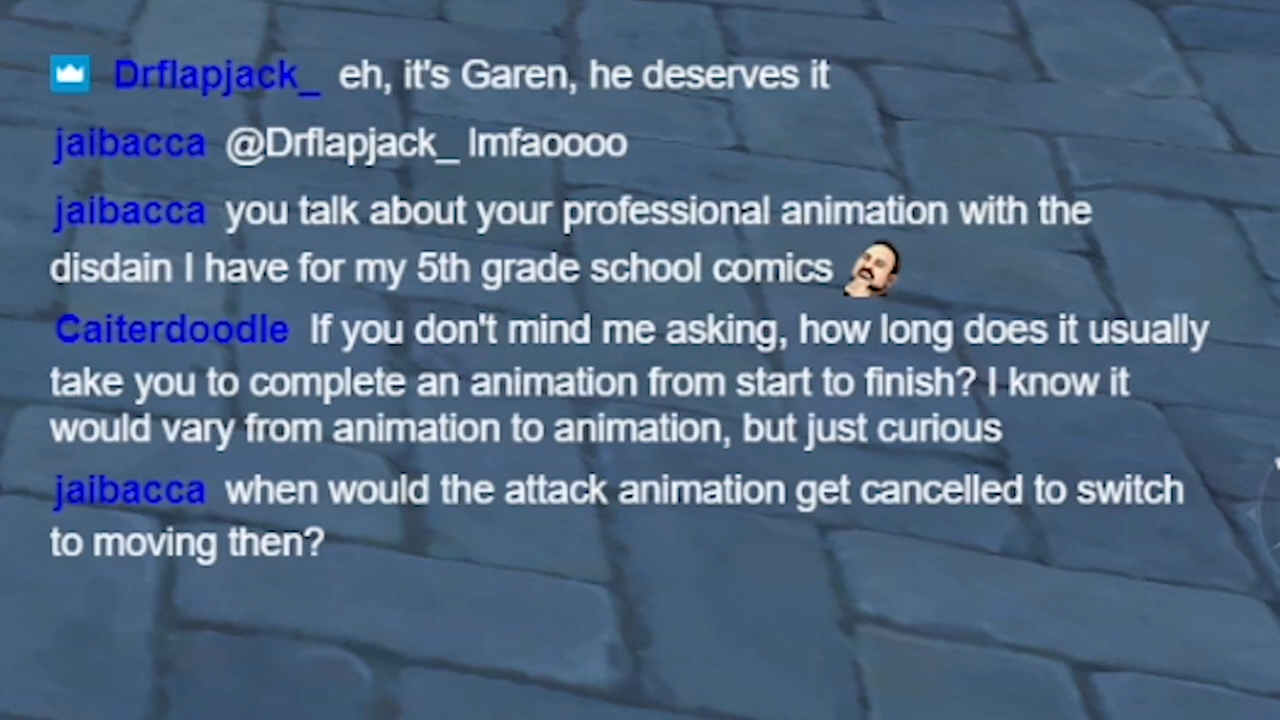 Drflapjack_ eh, it's Garen, he deserves it
jaibacca @Drflapjack_ lmfaoooo
jaibacca you talk about your professional animation with the
disdain I have for my 5th grade school comics
Caiterdoodle If you don't mind me asking, how long does it usually
take you to complete an animation from start to finish? I know it
would vary from animation to animation, but just curious
jaibacca when would the attack animation get cancelled to switch
to moving then?